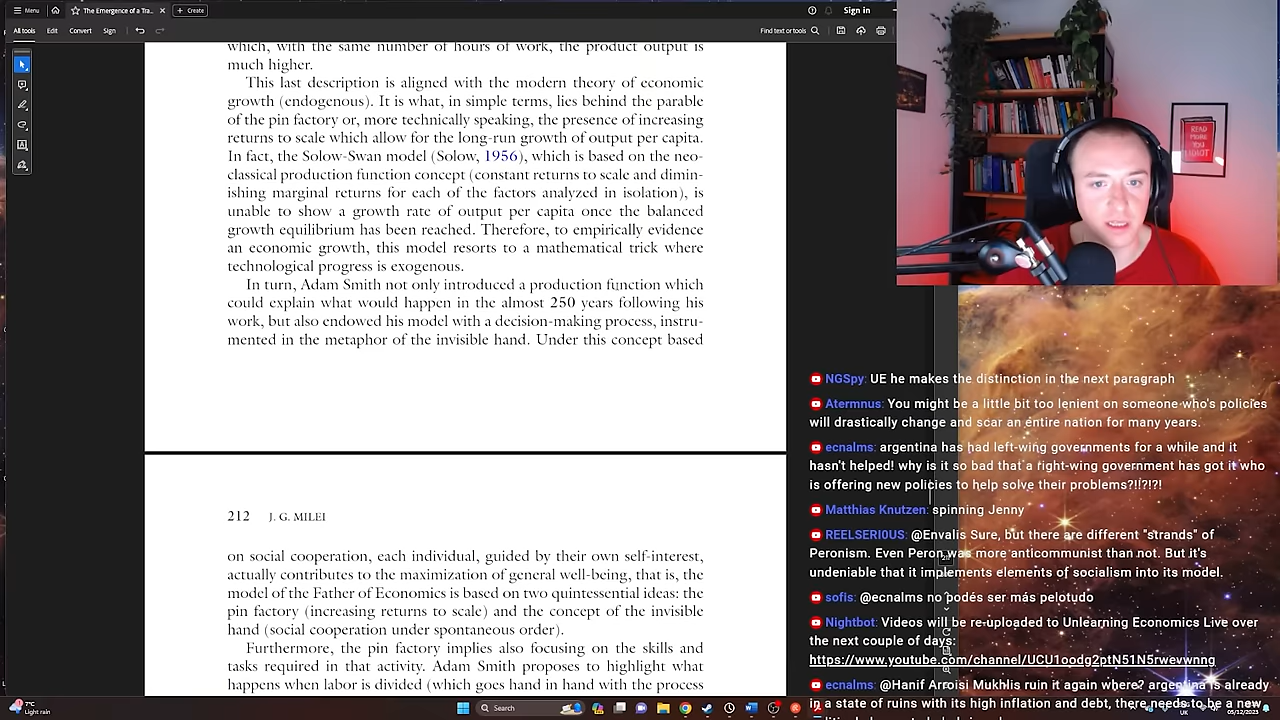 Menu
The Emergence of a Tra...
Create
Sign in
All tools
Edit
Convert
Sign
Find text or tools
which, with the same number of hours of work, the product output is
much higher.
This last description is aligned with the modern theory of economic
growth (endogenous). It is what, in simple terms, lies behind the parable
of the pin factory or, more technically speaking, the presence of increasing
returns to scale which allow for the long-run growth of output per capita.
In fact, the Solow-Swan model (Solow, 1956), which is based on the neo-
classical production function concept (constant returns to scale and dimin-
ishing marginal returns for each of the factors analyzed in isolation), is
unable to show a growth rate of output per capita once the balanced
growth equilibrium has been reached. Therefore, to empirically evidence
an economic growth, this model resorts to a mathematical trick where
technological progress is exogenous.
In turn, Adam Smith not only introduced a production function which
could explain what would happen in the almost 250 years following his
work, but also endowed his model with a decision-making process, instru-
mented in the metaphor of the invisible hand. Under this concept based
212 J. G. MILEI
on social cooperation, each individual, guided by their own self-interest,
actually contributes to the maximization of general well-being, that is, the
model of the Father of Economics is based on two quintessential ideas: the
pin factory (increasing returns to scale) and the concept of the invisible
hand (social cooperation under spontaneous order).
Furthermore, the pin factory implies also focusing on the skills and
tasks required in that activity. Adam Smith proposes to highlight what
happens when labor is divided (which goes hand in hand with the process
READ
MORE
YOU
NGSpy: UE he makes the distinction in the next paragraph
Atermnus: You might be a little bit too lenient on someone who's policies
will drastically change and scar an entire nation for many years.
ecnalms: argentina has had left-wing governments for a while and it
hasn't helped! why is it so bad that a right-wing government has got it who
is offering new policies to help solve their problems?!!?!?!
Matthias Knutzen: spinning Jenny
REELSERI0US: @Envalis Sure, but there are different "strands" of
Peronism. Even Peron was more anticommunist than not. But it's
undeniable that it implements elements of socialism into its model.
sofis: @ecnalms no podés ser más pelotudo
Nightbot: Videos will be re-uploaded to Unlearning Economics Live over
the next couple of days:
https://www.youtube.com/channel/UCU1oodg2ptN51N5rwevwnng
ecnalms: @Hanif Aroisi Mukhlis ruin it again where? argentina is already
in a state of ruins with its high inflation and debt, there needs to be a new
7°C
Light rain
Search
UK
05/12/2023